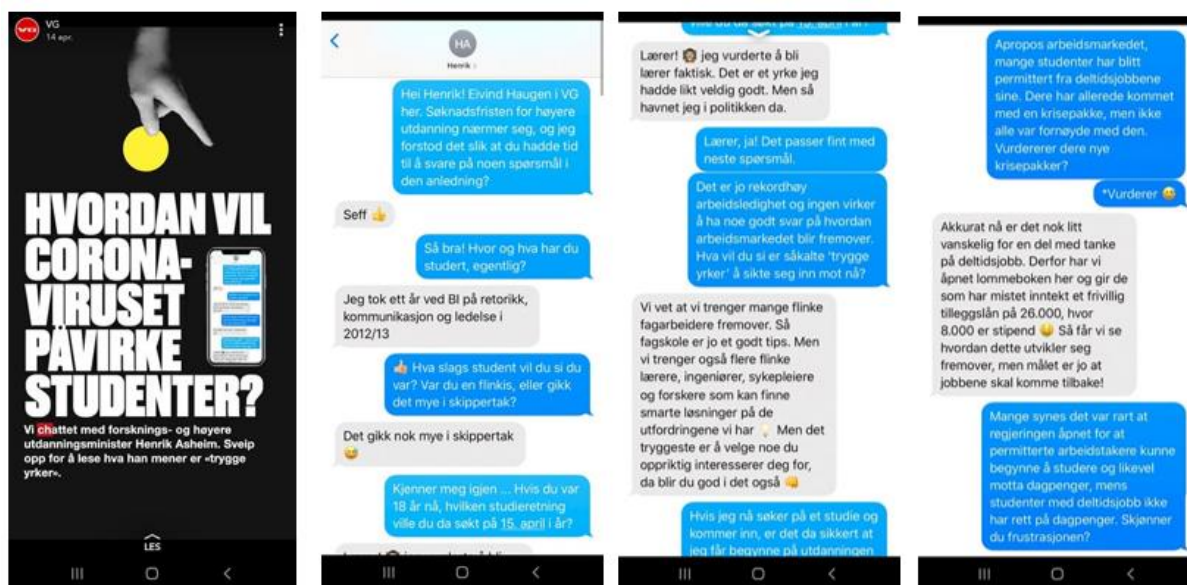 VG
VG
14 apr.
HVORDAN VIL
CORONA-
VIRUSET
PÅVIRKE
STUDENTER?
Vi chattet med forsknings- og høyere
utdanningsminister Henrik Asheim. Sveip
opp for å lese hva han mener er «trygge
yrker».
LES
HA
Henrik
Hei Henrik! Eivind Haugen i VG
her. Søknadsfristen for høyere
utdanning nærmer seg, og jeg
forstod det slik at du hadde tid
til å svare på noen spørsmål i
den anledning?
Seff 👍
Så bra! Hvor og hva har du
studert, egentlig?
Jeg tok ett år ved BI på retorikk,
kommunikasjon og ledelse i
2012/13
👍 Hva slags student vil du si du
var? Var du en flinkis, eller gikk
det mye i skippertak?
Det gikk nok mye i skippertak
😅
Kjenner meg igjen ... Hvis du var
18 år nå, hvilken studieretning
ville du da søkt på 15. april i år?
ville du da søkt på 15. april i år?
Lærer! 👩‍🏫 jeg vurderte å bli
lærer faktisk. Det er et yrke jeg
hadde likt veldig godt. Men så
havnet jeg i politikken da.
Lærer, ja! Det passer fint med
neste spørsmål.
Det er jo rekordhøy
arbeidsledighet og ingen virker
å ha noe godt svar på hvordan
arbeidsmarkedet blir fremover.
Hva vil du si er såkalte 'trygge
yrker' å sikte seg inn mot nå?
Vi vet at vi trenger mange flinke
fagarbeidere fremover. Så
fagskole er jo et godt tips. Men
vi trenger også flere flinke
lærere, ingeniører, sykepleiere
og forskere som kan finne
smarte løsninger på de
utfordringene vi har 💡 Men det
tryggeste er å velge noe du
oppriktig interesserer deg for,
da blir du god i det også 👊
Hvis jeg nå søker på et studie og
kommer inn, er det da sikkert at
jeg får begynne på utdanningen
Apropos arbeidsmarkedet,
mange studenter har blitt
permittert fra deltidsjobbene
sine. Dere har allerede kommet
med en krisepakke, men ikke
alle var fornøyde med den.
Vurdererer dere nye
krisepakker?
*Vurderer 😅
Akkurat nå er det nok litt
vanskelig for en del med tanke
på deltidsjobb. Derfor har vi
åpnet lommeboken her og gir de
som har mistet inntekt et frivillig
tilleggslån på 26.000, hvor
8.000 er stipend 🙂 Så får vi se
hvordan dette utvikler seg
fremover, men målet er jo at
jobbene skal komme tilbake!
Mange synes det var rart at
regjeringen åpnet for at
permitterte arbeidstakere kunne
begynne å studere og likevel
motta dagpenger, mens
studenter med deltidsjobb ikke
har rett på dagpenger. Skjønner
du frustrasjonen?